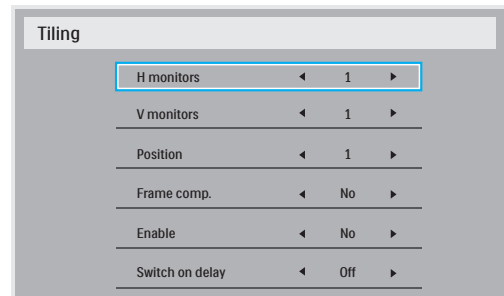 Tiling
H monitors 1
V monitors 1
Position 1
Frame comp. No
Enable No
Switch on delay Off